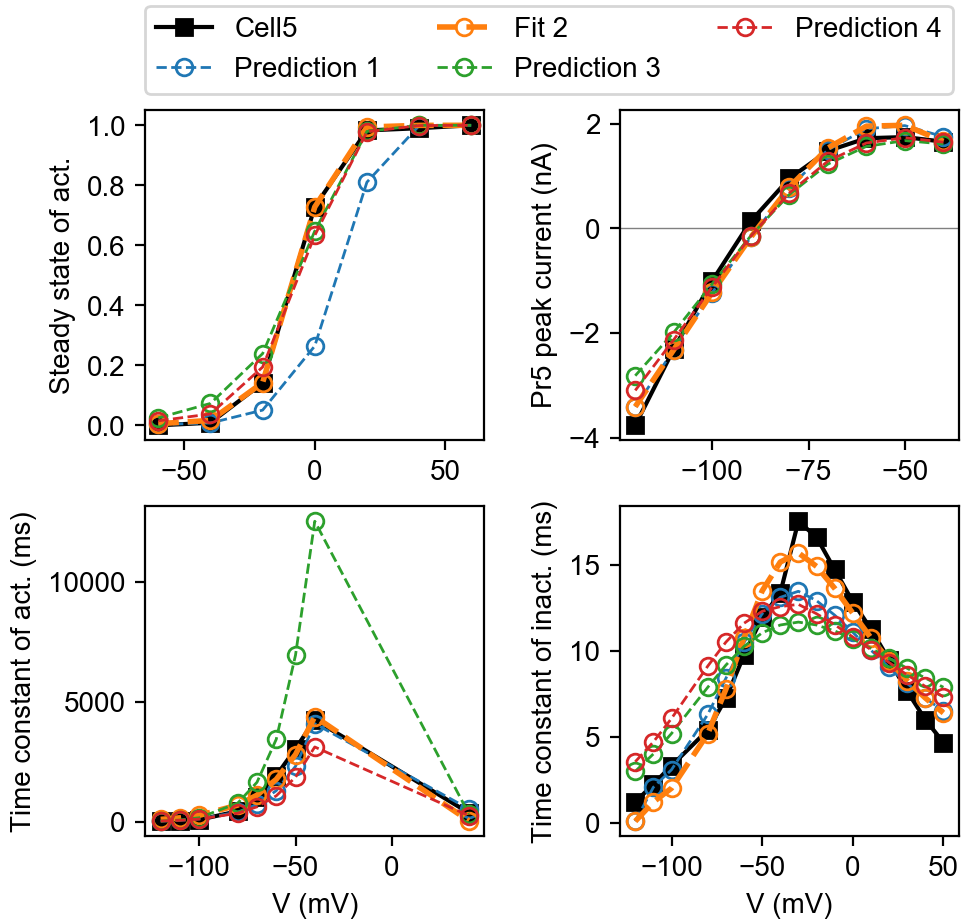 Cell5 Fit 2 Prediction 4
Prediction 1 Prediction 3
Steady state of act.
1.0
0.8
0.6
0.4
0.2
0.0
−50 0 50
Pr5 peak current (nA)
2
0
−2
−4
−100 −75 −50
Time constant of act. (ms)
10000
5000
0
−100 −50 0
V (mV)
Time constant of inact. (ms)
15
10
5
0
−100 −50 0 50
V (mV)